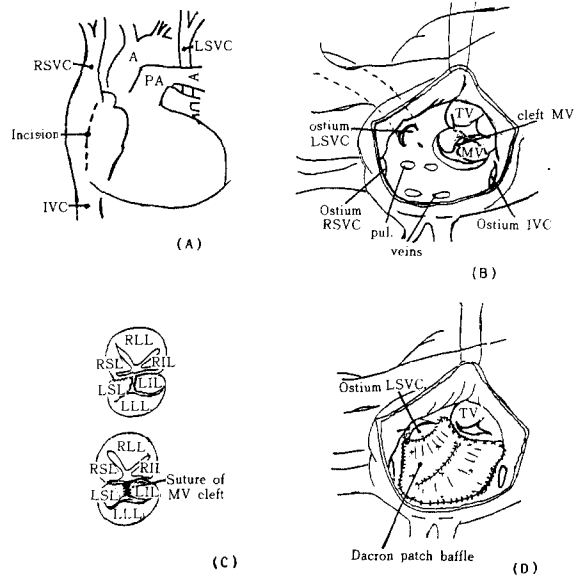 LSVC
RSVC
A
PA
A
Incision
IVC
(A)
TV
cleft MV
ostium
LSVC
MV
Ostium
RSVC
pul.
veins
Ostium IVC
(B)
RLL
RSL RIL
LSL LIL
LLL
RLL
RSL RIL
LSL LIL
LLL
Suture of
MV cleft
(C)
Ostium LSVC
TV
Dacron patch baffle
(D)